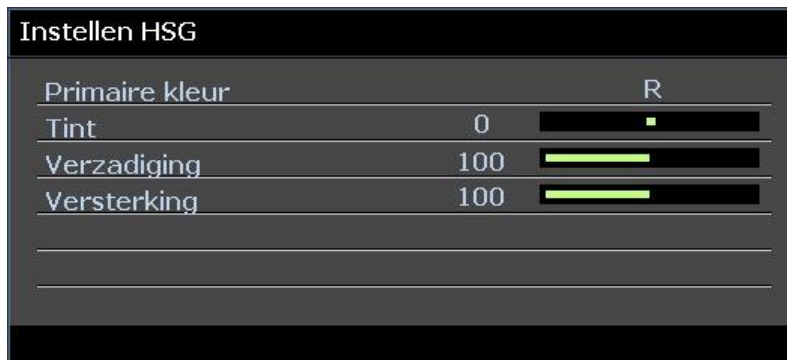 Instellen HSG
Primaire kleur R
Tint 0
Verzadiging 100
Versterking 100